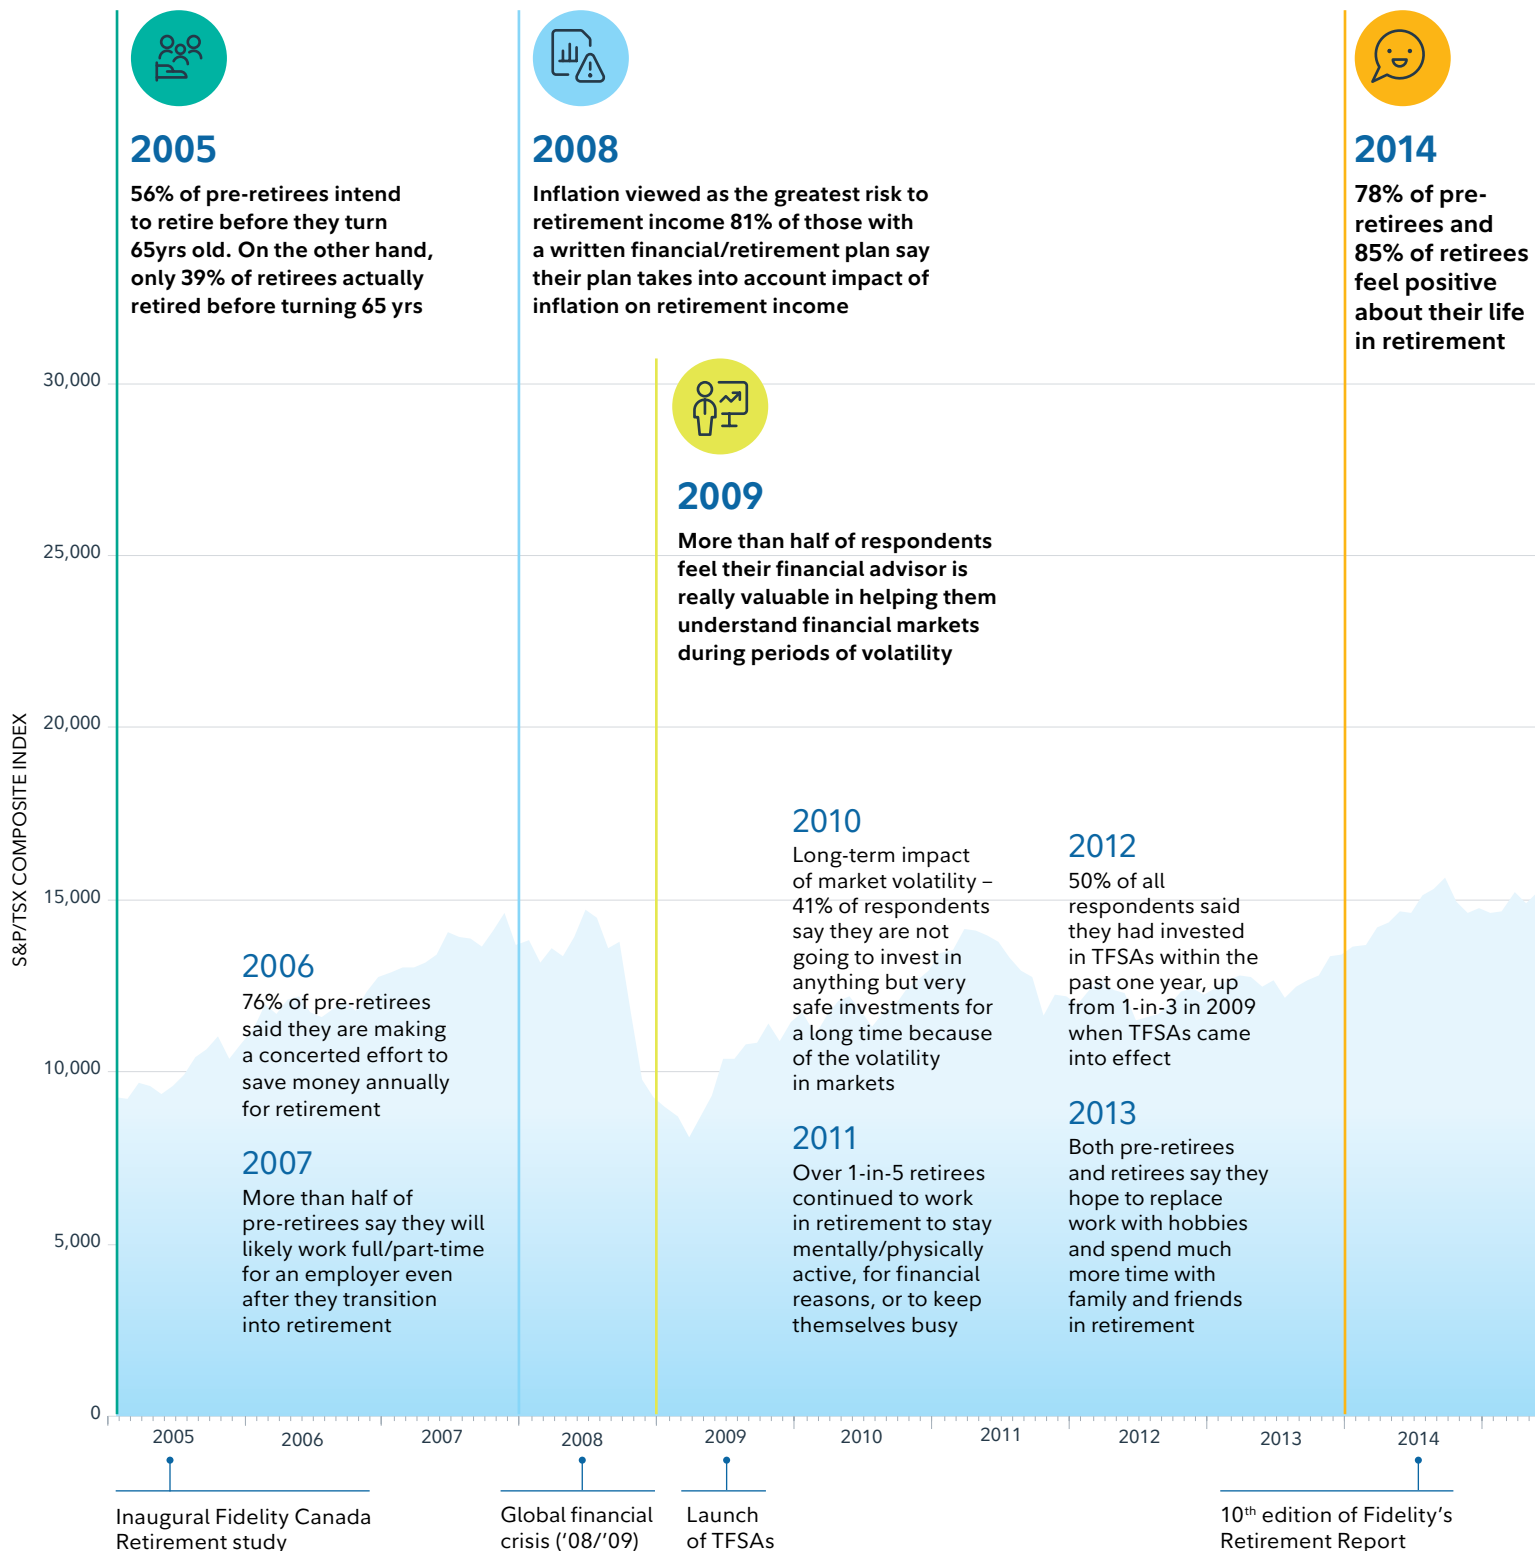 2005
56% of pre-retirees intend
to retire before they turn
65yrs old. On the other hand,
only 39% of retirees actually
retired before turning 65 yrs
2008
Inflation viewed as the greatest risk to
retirement income 81% of those with
a written financial/retirement plan say
their plan takes into account impact of
inflation on retirement income
2014
78% of pre-
retirees and
85% of retirees
feel positive
about their life
in retirement
2009
More than half of respondents
feel their financial advisor is
really valuable in helping them
understand financial markets
during periods of volatility
S&P/TSX COMPOSITE INDEX
30,000
25,000
20,000
15,000
10,000
5,000
0
2006
76% of pre-retirees
said they are making
a concerted effort to
save money annually
for retirement
2007
More than half of
pre-retirees say they will
likely work full/part-time
for an employer even
after they transition
into retirement
2010
Long-term impact
of market volatility –
41% of respondents
say they are not
going to invest in
anything but very
safe investments for
a long time because
of the volatility
in markets
2011
Over 1-in-5 retirees
continued to work
in retirement to stay
mentally/physically
active, for financial
reasons, or to keep
themselves busy
2012
50% of all
respondents said
they had invested
in TFSAs within the
past one year, up
from 1-in-3 in 2009
when TFSAs came
into effect
2013
Both pre-retirees
and retirees say they
hope to replace
work with hobbies
and spend much
more time with
family and friends
in retirement
2005 2006 2007 2008 2009 2010 2011 2012 2013 2014
Inaugural Fidelity Canada
Retirement study
Global financial
crisis ('08/'09)
Launch
of TFSAs
10th edition of Fidelity's
Retirement Report